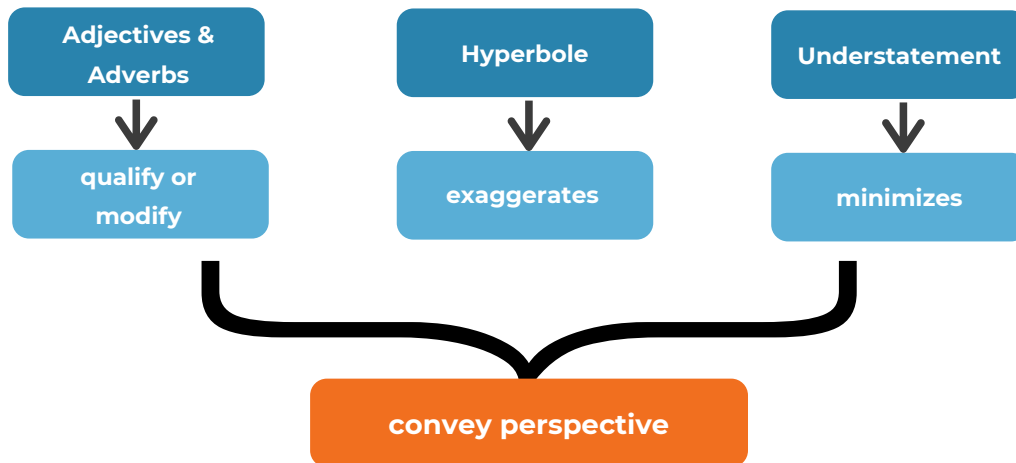 Adjectives &
Adverbs
Hyperbole
Understatement
qualify or
modify
exaggerates
minimizes
convey perspective